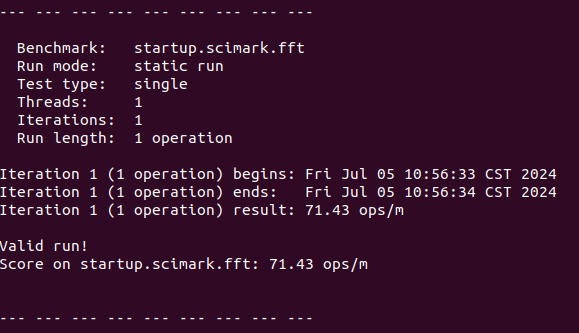 --- --- --- --- --- --- --- --- ---
Benchmark:   startup.scimark.fft
Run mode:    static run
Test type:   single
Threads:     1
Iterations:  1
Run length:  1 operation
Iteration 1 (1 operation) begins: Fri Jul 05 10:56:33 CST 2024
Iteration 1 (1 operation) ends:   Fri Jul 05 10:56:34 CST 2024
Iteration 1 (1 operation) result: 71.43 ops/m
Valid run!
Score on startup.scimark.fft: 71.43 ops/m
--- --- --- --- --- --- --- --- ---